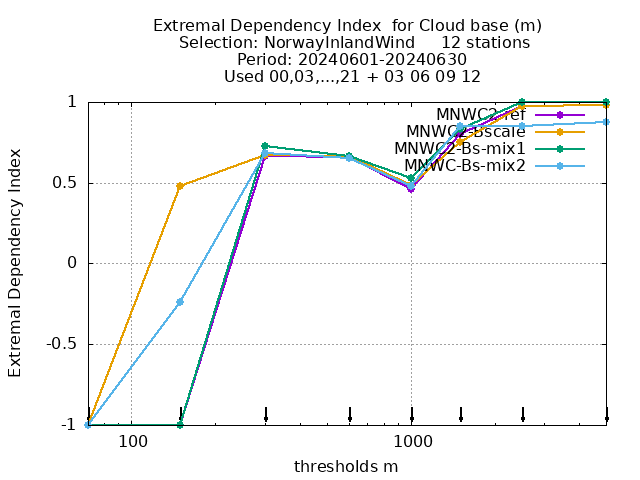 Extremal Dependency Index  for Cloud base (m)
Selection: NorwayInlandWind     12 stations
Period: 20240601-20240630
Used 00,03,...,21 + 03 06 09 12
MNWC2-ref
MNWC2-Bscale
MNWC2-Bs-mix1
MNWC-Bs-mix2
1
0.5
0
-0.5
-1
Extremal Dependency Index
100
1000
thresholds m